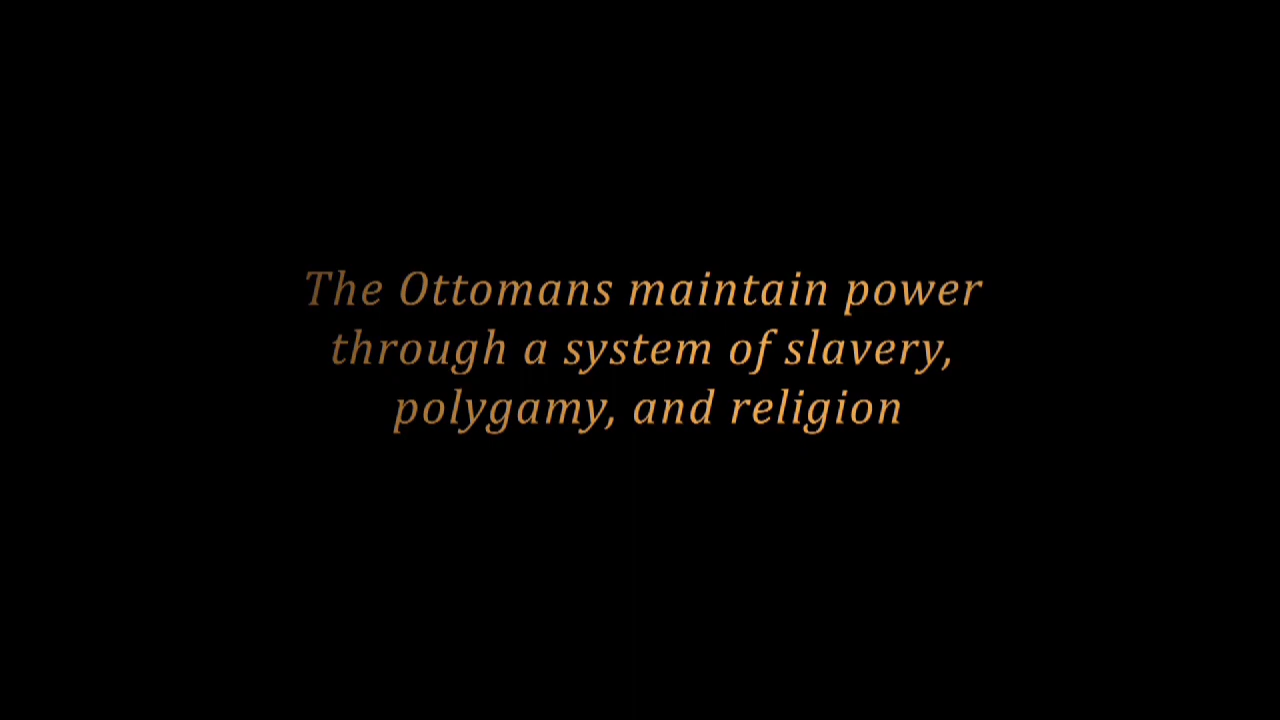 The Ottomans maintain power
through a system of slavery,
polygamy, and religion